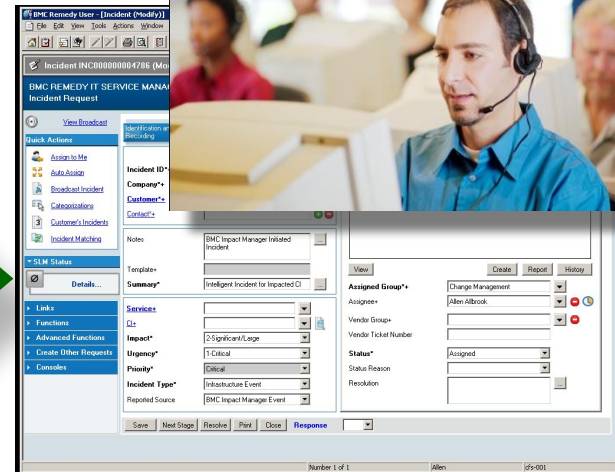 BMC Remedy User - [Incident (Modify)]
File Edit View Tools Actions Window
Incident INC000000004786 (Mo
BMC REMEDY IT SERVICE MANA
Incident Request
View Broadcast
Quick Actions
Assign to Me
Auto Assign
Broadcast Incident
Categorizations
Customer's Incidents
Incident Matching
SLM Status
Details...
Links
Functions
Advanced Functions
Create Other Requests
Consoles
Identification an
Recording
Incident ID*
Company*+
Customer*+
Contact*+
Notes
BMC Impact Manager Initiated
Incident
Template+
Summary*
Intelligent Incident for Impacted CI
Service+
CI+
Impact*
2-Significant/Large
Urgency*
1-Critical
Priority*
Critical
Incident Type*
Infrastructure Event
Reported Source
BMC Impact Manager Event
View Create Report History
Assigned Group*+
Change Management
Assignee+
Allen Allbrook
Vendor Group+
Vendor Ticket Number
Status*
Assigned
Status Reason
Resolution
Save Next Stage Resolve Print Close Response
Number 1 of 1 Allen cfs-001